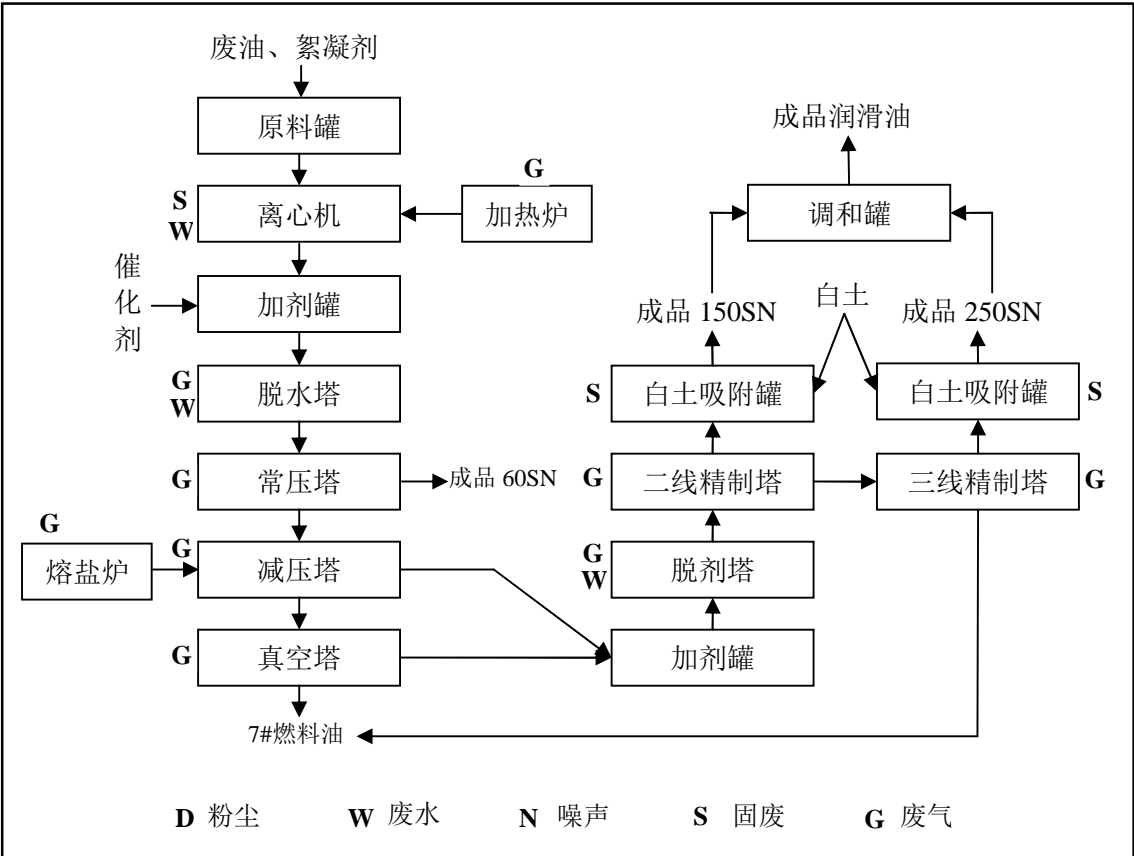 废油、絮凝剂
原料罐
S
W
离心机
G
加热炉
催
化
剂
加剂罐
G
W
脱水塔
G
常压塔
成品 60SN
G
熔盐炉
G
减压塔
G
真空塔
7#燃料油
成品润滑油
调和罐
成品 150SN
白土
成品 250SN
S
白土吸附罐
白土吸附罐
S
G
二线精制塔
三线精制塔
G
G
W
脱剂塔
加剂罐
D 粉尘 W 废水 N 噪声 S 固废 G 废气